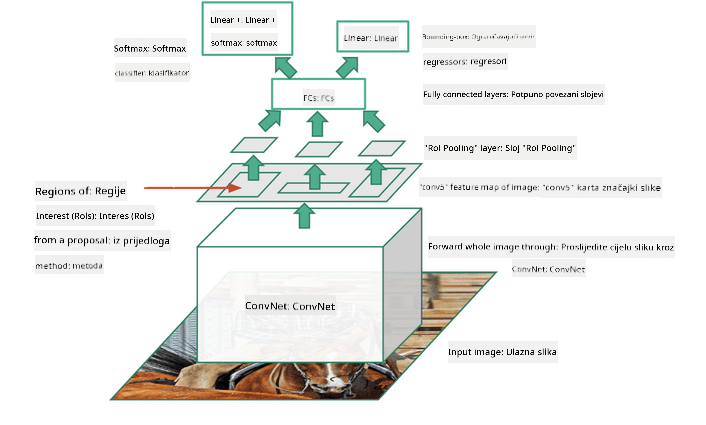 Linear +: Linear +
softmax: softmax
Linear: Linear
Softmax: Softmax
classifier: klasifikator
Bounding-box: Ograničavajući okvir
regressors: regresori
FCs: FCs
Fully connected layers: Potpuno povezani slojevi
"RoI Pooling" layer: Sloj "RoI Pooling"
Regions of: Regije
Interest (RoIs): Interes (RoIs)
from a proposal: iz prijedloga
method: metoda
"conv5" feature map of image: "conv5" karta značajki slike
Forward whole image through: Proslijedite cijelu sliku kroz
ConvNet: ConvNet
ConvNet: ConvNet
Input image: Ulazna slika